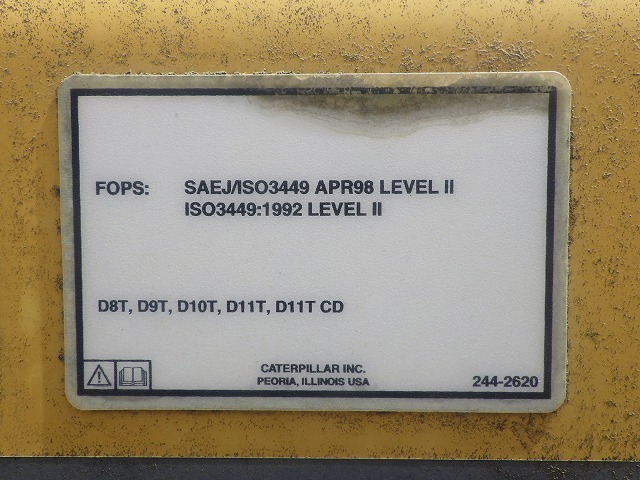 FOPS: SAEJ/ISO3449 APR98 LEVEL II
ISO3449:1992 LEVEL II
D8T, D9T, D10T, D11T, D11T CD
CATERPILLAR INC.
PEORIA, ILLINOIS USA
244-2620